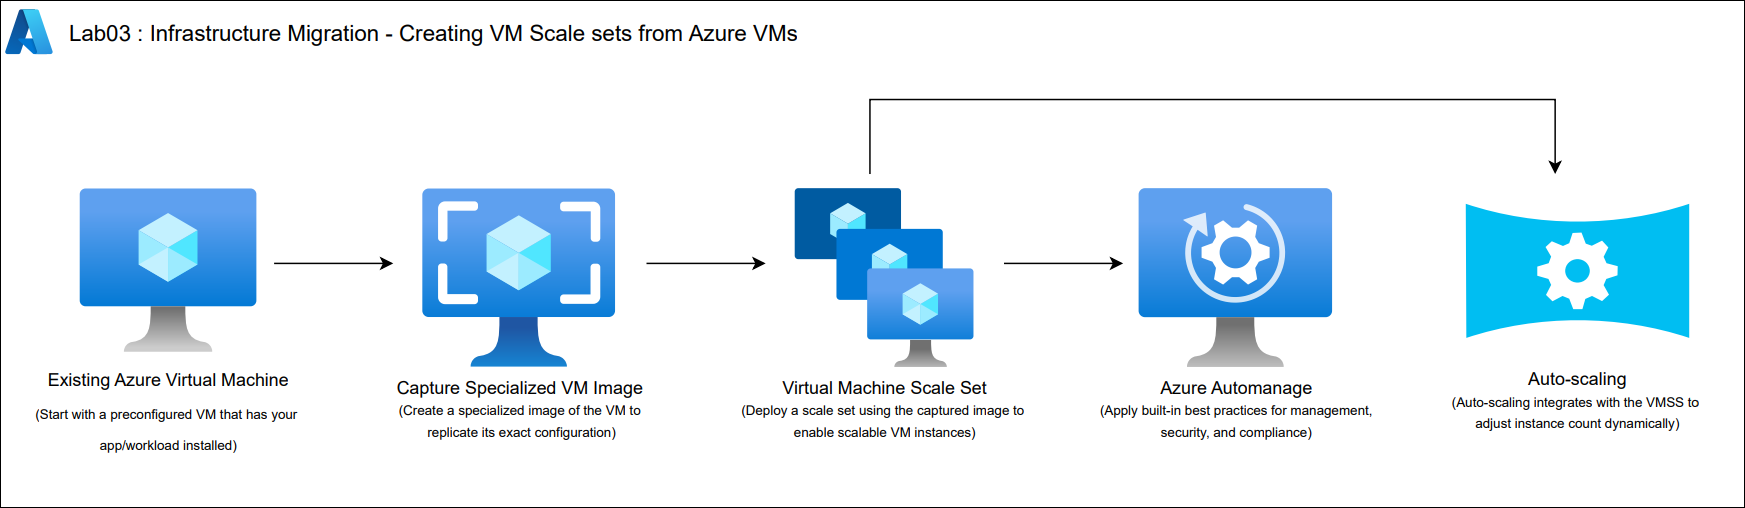 Lab03 : Infrastructure Migration - Creating VM Scale sets from Azure VMs
Existing Azure Virtual Machine
(Start with a preconfigured VM that has your
app/workload installed)
Capture Specialized VM Image
(Create a specialized image of the VM to
replicate its exact configuration)
Virtual Machine Scale Set
(Deploy a scale set using the captured image to
enable scalable VM instances)
Azure Automanage
(Apply built-in best practices for management,
security, and compliance)
Auto-scaling
(Auto-scaling integrates with the VMSS to
adjust instance count dynamically)